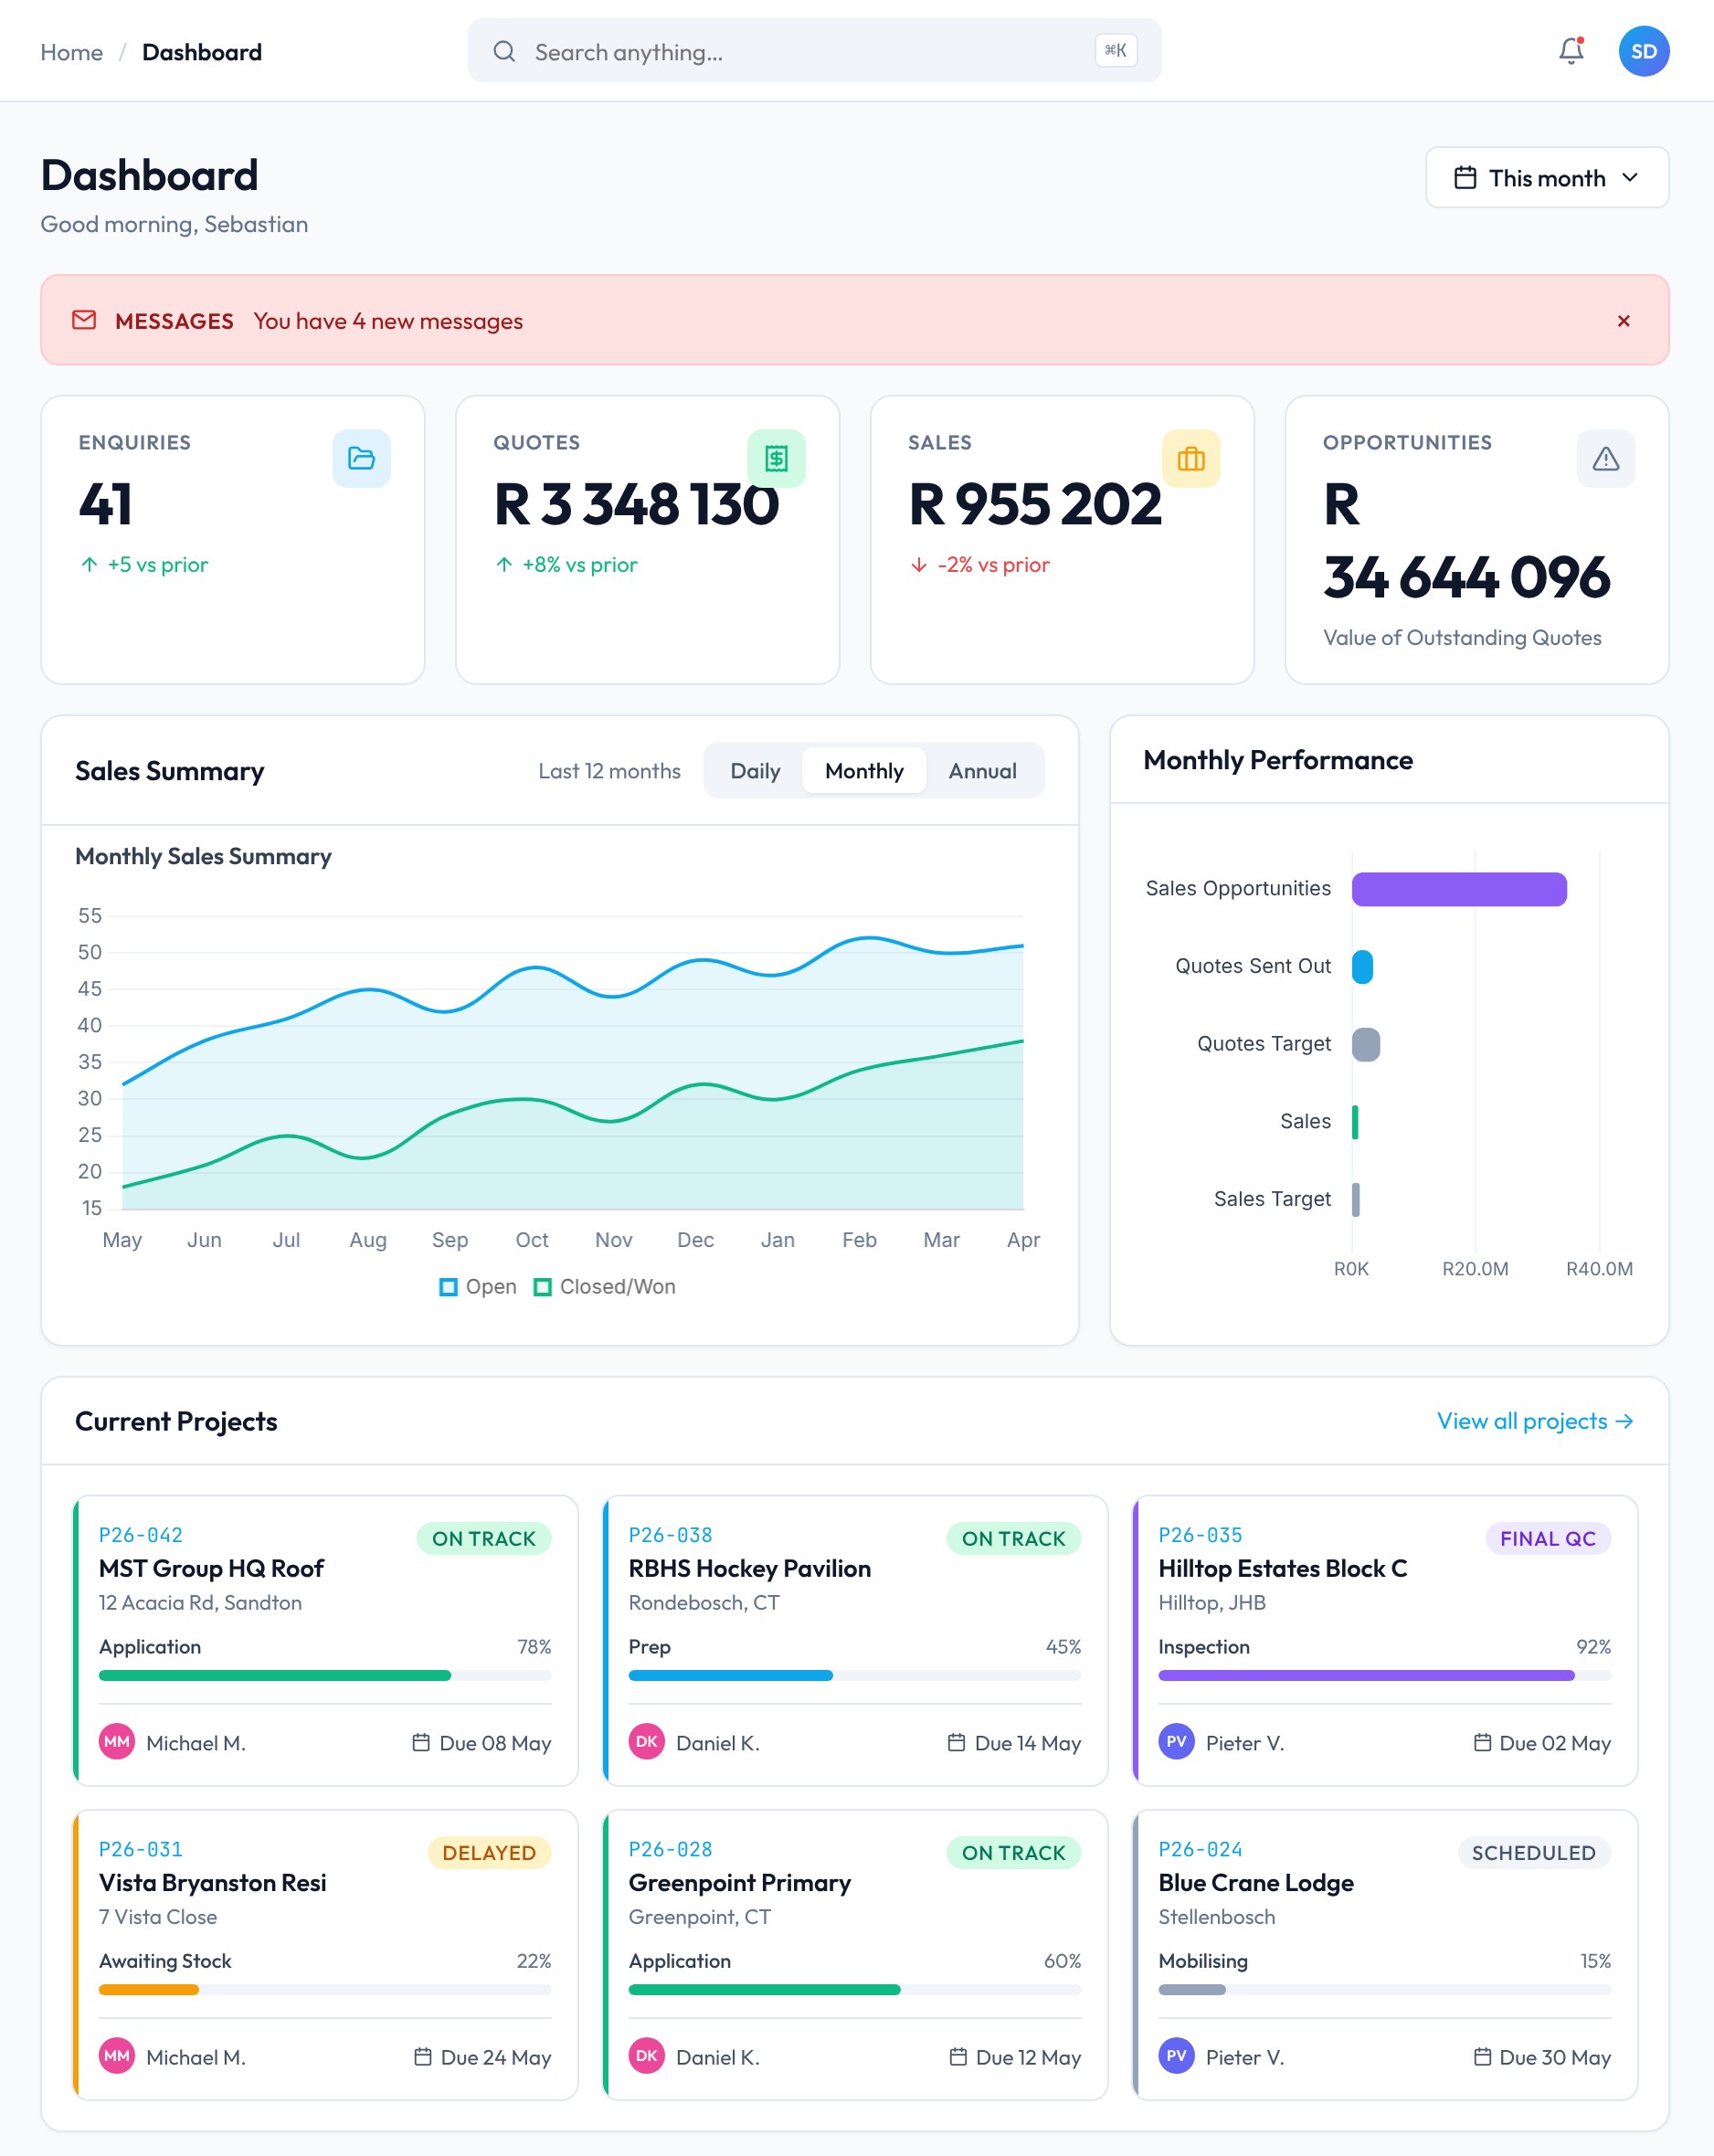 Home / Dashboard
Search anything...
⌘K
SD
Dashboard
This month
Good morning, Sebastian
MESSAGES You have 4 new messages
×
ENQUIRIES
41
+5 vs prior
QUOTES
R 3 348 130
+8% vs prior
SALES
R 955 202
-2% vs prior
OPPORTUNITIES
R
34 644 096
Value of Outstanding Quotes
Sales Summary
Last 12 months
Daily Monthly Annual
Monthly Sales Summary
55
50
45
40
35
30
25
20
15
May Jun Jul Aug Sep Oct Nov Dec Jan Feb Mar Apr
Open Closed/Won
Monthly Performance
Sales Opportunities
Quotes Sent Out
Quotes Target
Sales
Sales Target
R0K R20.0M R40.0M
Current Projects
View all projects →
P26-042
ON TRACK
MST Group HQ Roof
12 Acacia Rd, Sandton
Application 78%
MM Michael M. Due 08 May
P26-038
ON TRACK
RBHS Hockey Pavilion
Rondebosch, CT
Prep 45%
DK Daniel K. Due 14 May
P26-035
FINAL QC
Hilltop Estates Block C
Hilltop, JHB
Inspection 92%
PV Pieter V. Due 02 May
P26-031
DELAYED
Vista Bryanston Resi
7 Vista Close
Awaiting Stock 22%
MM Michael M. Due 24 May
P26-028
ON TRACK
Greenpoint Primary
Greenpoint, CT
Application 60%
DK Daniel K. Due 12 May
P26-024
SCHEDULED
Blue Crane Lodge
Stellenbosch
Mobilising 15%
PV Pieter V. Due 30 May